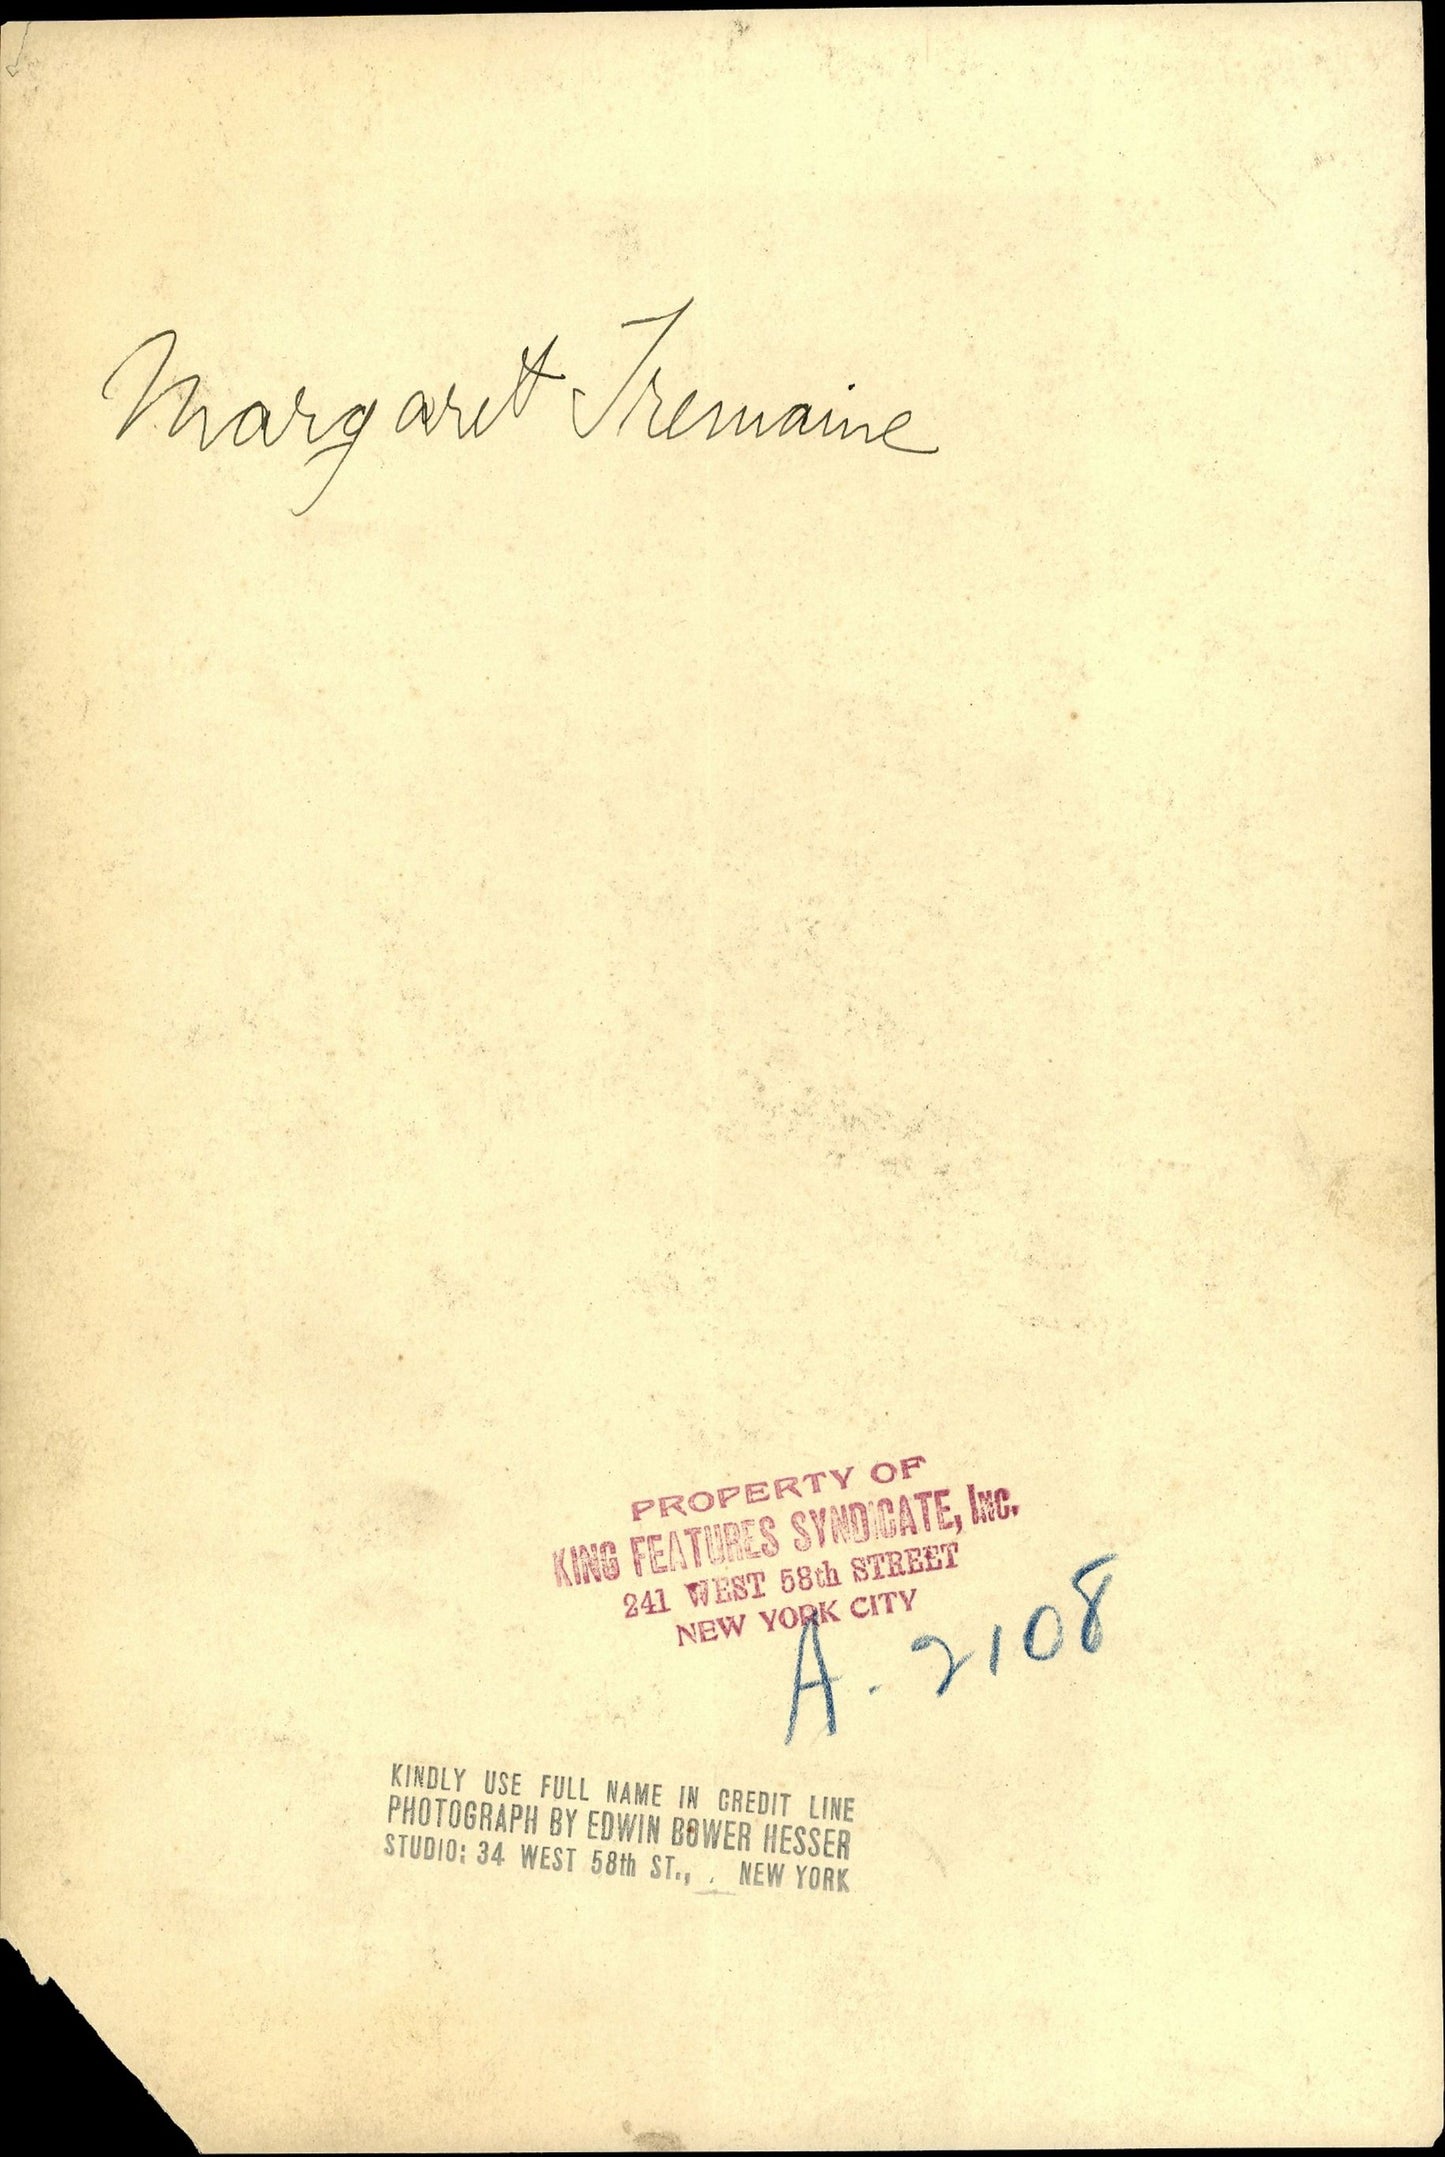 Margaret Tremaine
PROPERTY OF
KING FEATURES SYNDICATE, INC.
241 WEST 58th STREET
NEW YORK CITY
A. 2108
KINDLY USE FULL NAME IN CREDIT LINE
PHOTOGRAPH BY EDWIN BOWER HESSER
STUDIO: 34 WEST 58th ST., . NEW YORK